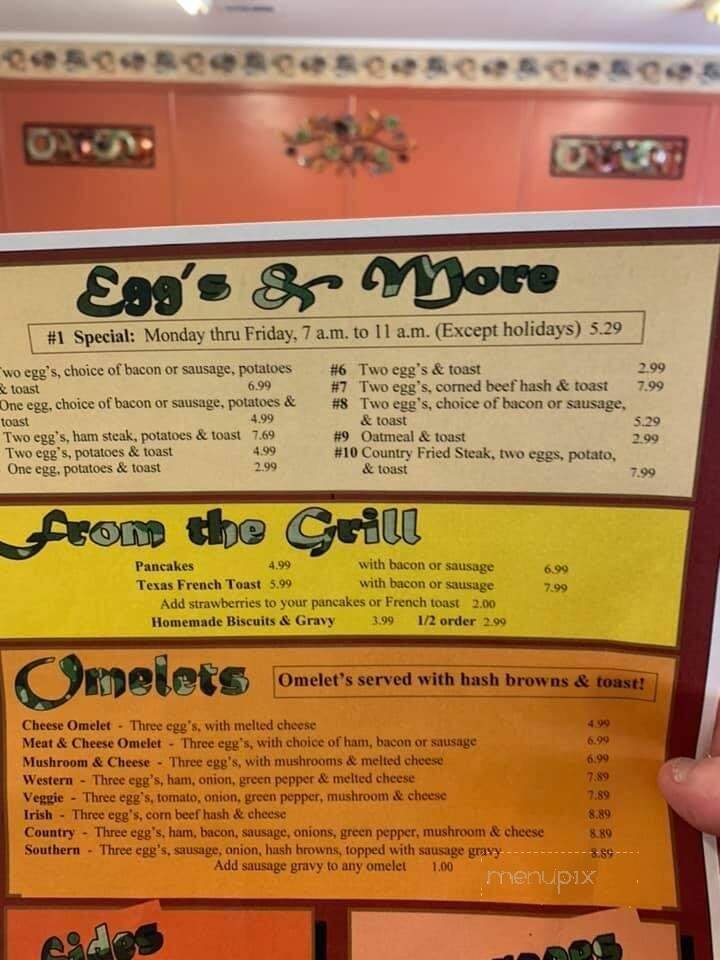 Egg's & More
#1 Special: Monday thru Friday, 7 a.m. to 11 a.m. (Except holidays) 5.29
Two egg's, choice of bacon or sausage, potatoes
& toast 6.99
One egg, choice of bacon or sausage, potatoes &
toast 4.99
Two egg's, ham steak, potatoes & toast 7.69
Two egg's, potatoes & toast 4.99
One egg, potatoes & toast 2.99
#6 Two egg's & toast 2.99
#7 Two egg's, corned beef hash & toast 7.99
#8 Two egg's, choice of bacon or sausage,
& toast 5.29
#9 Oatmeal & toast 2.99
#10 Country Fried Steak, two eggs, potato,
& toast 7.99
From the Grill
Pancakes 4.99 with bacon or sausage 6.99
Texas French Toast 5.99 with bacon or sausage 7.99
Add strawberries to your pancakes or French toast 2.00
Homemade Biscuits & Gravy 3.99 1/2 order 2.99
Omelets
Omelet's served with hash browns & toast!
Cheese Omelet - Three egg's, with melted cheese 4.99
Meat & Cheese Omelet - Three egg's, with choice of ham, bacon or sausage 6.99
Mushroom & Cheese - Three egg's, with mushrooms & melted cheese 6.99
Western - Three egg's, ham, onion, green pepper & melted cheese 7.89
Veggie - Three egg's, tomato, onion, green pepper, mushroom & cheese 7.89
Irish - Three egg's, corn beef hash & cheese 8.89
Country - Three egg's, ham, bacon, sausage, onions, green pepper, mushroom & cheese 8.89
Southern - Three egg's, sausage, onion, hash browns, topped with sausage gravy 8.89
Add sausage gravy to any omelet 1.00
menupix
Sides